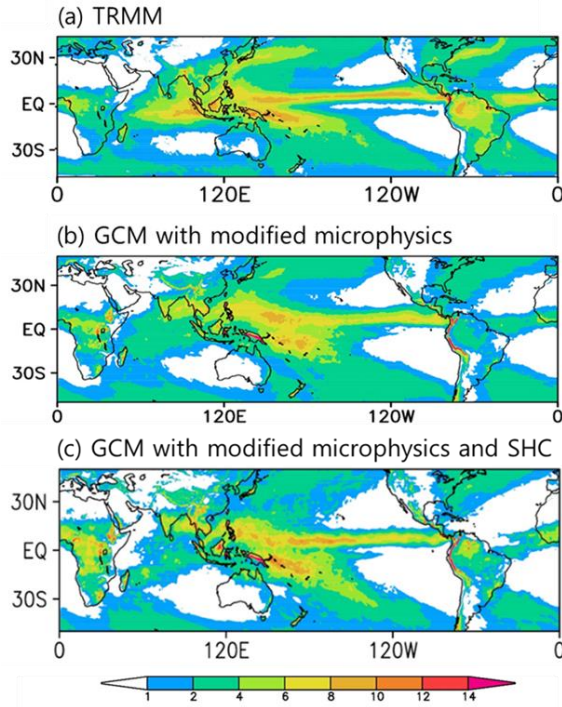 (a) TRMM
30N
EQ
30S
0 120E 120W 0
(b) GCM with modified microphysics
30N
EQ
30S
0 120E 120W 0
(c) GCM with modified microphysics and SHC
30N
EQ
30S
0 120E 120W 0
1 2 4 6 8 10 12 14